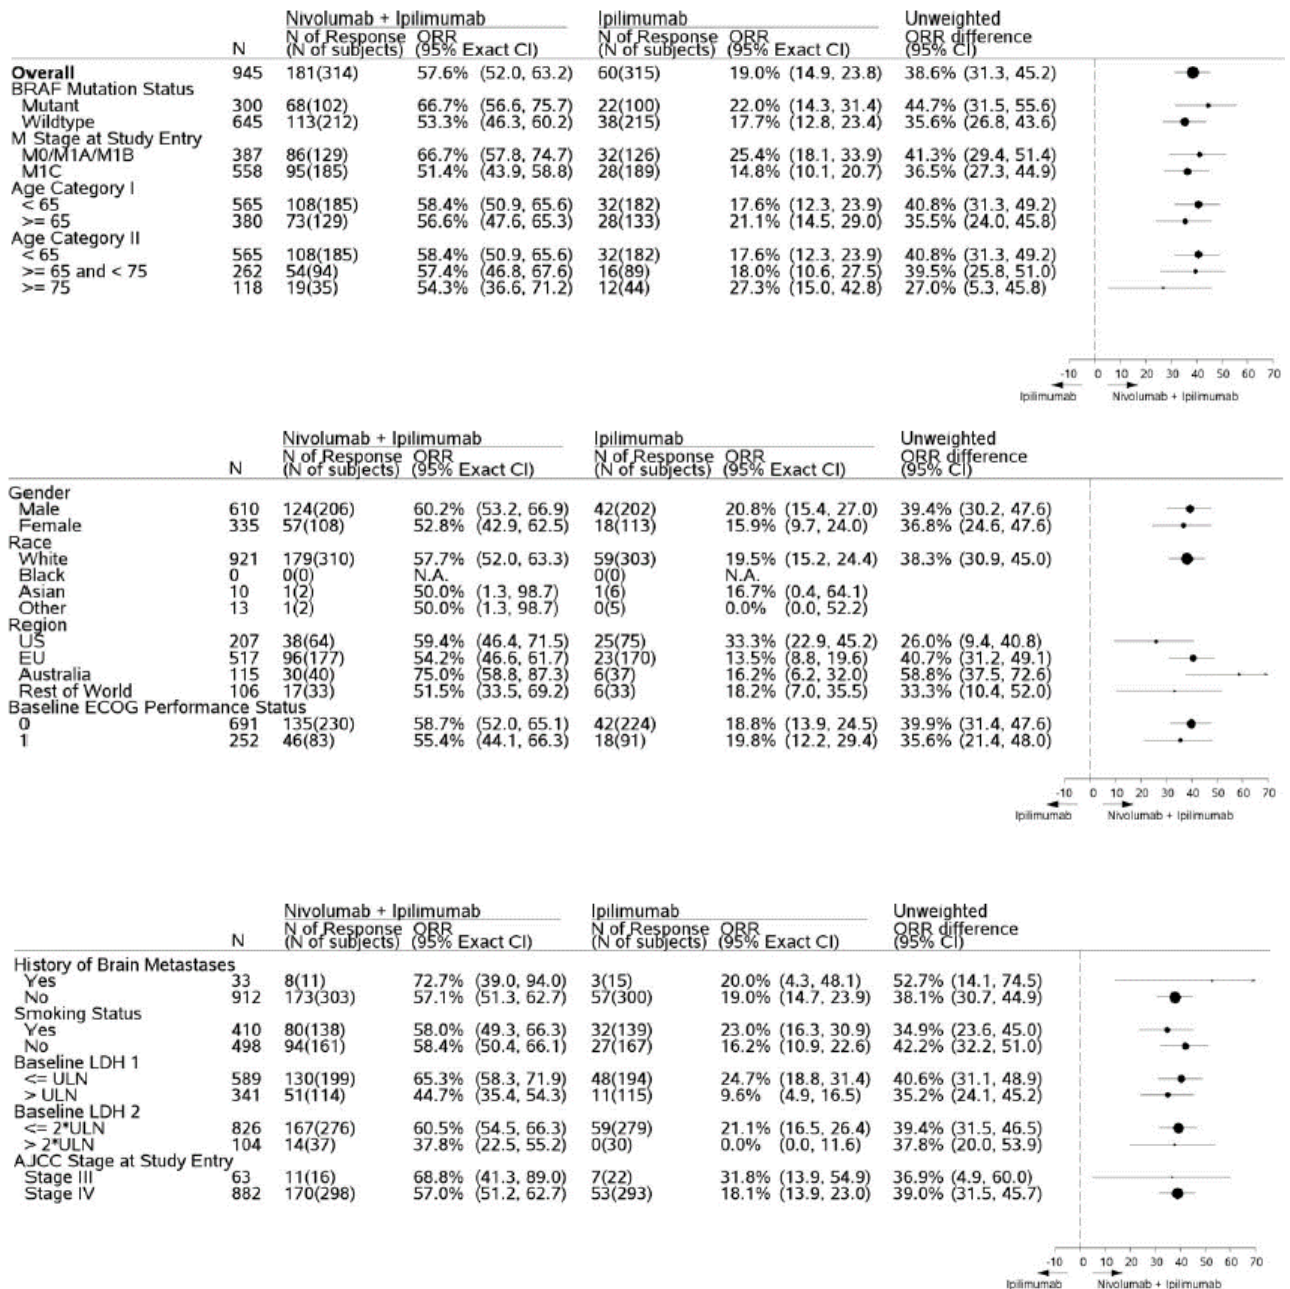 Nivolumab + Ipilimumab Ipilimumab Unweighted
N of Response ORR N of Response ORR ORR difference
N (N of subjects) (95% Exact CI) (N of subjects) (95% Exact CI) (95% CI)
Overall 945 181(314) 57.6% (52.0, 63.2) 60(315) 19.0% (14.9, 23.8) 38.6% (31.3, 45.2)
BRAF Mutation Status
Mutant 300 68(102) 66.7% (56.6, 75.7) 22(100) 22.0% (14.3, 31.4) 44.7% (31.5, 55.6)
Wildtype 645 113(212) 53.3% (46.3, 60.2) 38(215) 17.7% (12.8, 23.4) 35.6% (26.8, 43.6)
M Stage at Study Entry
M0/M1A/M1B 387 86(129) 66.7% (57.8, 74.7) 32(126) 25.4% (18.1, 33.9) 41.3% (29.4, 51.4)
M1C 558 95(185) 51.4% (43.9, 58.8) 28(189) 14.8% (10.1, 20.7) 36.5% (27.3, 44.9)
Age Category I
< 65 565 108(185) 58.4% (50.9, 65.6) 32(182) 17.6% (12.3, 23.9) 40.8% (31.3, 49.2)
>= 65 380 73(129) 56.6% (47.6, 65.3) 28(133) 21.1% (14.5, 29.0) 35.5% (24.0, 45.8)
Age Category II
< 65 565 108(185) 58.4% (50.9, 65.6) 32(182) 17.6% (12.3, 23.9) 40.8% (31.3, 49.2)
>= 65 and < 75 262 54(94) 57.4% (46.8, 67.6) 16(89) 18.0% (10.6, 27.5) 39.5% (25.8, 51.0)
>= 75 118 19(35) 54.3% (36.6, 71.2) 12(44) 27.3% (15.0, 42.8) 27.0% (5.3, 45.8)
-10 0 10 20 30 40 50 60 70
Ipilimumab Nivolumab + Ipilimumab
Nivolumab + Ipilimumab Ipilimumab Unweighted
N of Response ORR N of Response ORR ORR difference
N (N of subjects) (95% Exact CI) (N of subjects) (95% Exact CI) (95% CI)
Gender
Male 610 124(206) 60.2% (53.2, 66.9) 42(202) 20.8% (15.4, 27.0) 39.4% (30.2, 47.6)
Female 335 57(108) 52.8% (42.9, 62.5) 18(113) 15.9% (9.7, 24.0) 36.8% (24.6, 47.6)
Race
White 921 179(310) 57.7% (52.0, 63.3) 59(303) 19.5% (15.2, 24.4) 38.3% (30.9, 45.0)
Black 0 0(0) N.A. 0(0) N.A.
Asian 10 1(2) 50.0% (1.3, 98.7) 1(6) 16.7% (0.4, 64.1)
Other 13 1(2) 50.0% (1.3, 98.7) 0(5) 0.0% (0.0, 52.2)
Region
US 207 38(64) 59.4% (46.4, 71.5) 25(75) 33.3% (22.9, 45.2) 26.0% (9.4, 40.8)
EU 517 96(177) 54.2% (46.6, 61.7) 23(170) 13.5% (8.8, 19.6) 40.7% (31.2, 49.1)
Australia 115 30(40) 75.0% (58.8, 87.3) 6(37) 16.2% (6.2, 32.0) 58.8% (37.5, 72.6)
Rest of World 106 17(33) 51.5% (33.5, 69.2) 6(33) 18.2% (7.0, 35.5) 33.3% (10.4, 52.0)
Baseline ECOG Performance Status
0 691 135(230) 58.7% (52.0, 65.1) 42(224) 18.8% (13.9, 24.5) 39.9% (31.4, 47.6)
1 252 46(83) 55.4% (44.1, 66.3) 18(91) 19.8% (12.2, 29.4) 35.6% (21.4, 48.0)
-10 0 10 20 30 40 50 60 70
Ipilimumab Nivolumab + Ipilimumab
Nivolumab + Ipilimumab Ipilimumab Unweighted
N of Response ORR N of Response ORR ORR difference
N (N of subjects) (95% Exact CI) (N of subjects) (95% Exact CI) (95% CI)
History of Brain Metastases
Yes 33 8(11) 72.7% (39.0, 94.0) 3(15) 20.0% (4.3, 48.1) 52.7% (14.1, 74.5)
No 912 173(303) 57.1% (51.3, 62.7) 57(300) 19.0% (14.7, 23.9) 38.1% (30.7, 44.9)
Smoking Status
Yes 410 80(138) 58.0% (49.3, 66.3) 32(139) 23.0% (16.3, 30.9) 34.9% (23.6, 45.0)
No 498 94(161) 58.4% (50.4, 66.1) 27(167) 16.2% (10.9, 22.6) 42.2% (32.2, 51.0)
Baseline LDH 1
<= ULN 589 130(199) 65.3% (58.3, 71.9) 48(194) 24.7% (18.8, 31.4) 40.6% (31.1, 48.9)
> ULN 341 51(114) 44.7% (35.4, 54.3) 11(115) 9.6% (4.9, 16.5) 35.2% (24.1, 45.2)
Baseline LDH 2
<= 2*ULN 826 167(276) 60.5% (54.5, 66.3) 59(279) 21.1% (16.5, 26.4) 39.4% (31.5, 46.5)
> 2*ULN 104 14(37) 37.8% (22.5, 55.2) 0(30) 0.0% (0.0, 11.6) 37.8% (20.0, 53.9)
AJCC Stage at Study Entry
Stage III 63 11(16) 68.8% (41.3, 89.0) 7(22) 31.8% (13.9, 54.9) 36.9% (4.9, 60.0)
Stage IV 882 170(298) 57.0% (51.2, 62.7) 53(293) 18.1% (13.9, 23.0) 39.0% (31.5, 45.7)
-10 0 10 20 30 40 50 60 70
Ipilimumab Nivolumab + Ipilimumab